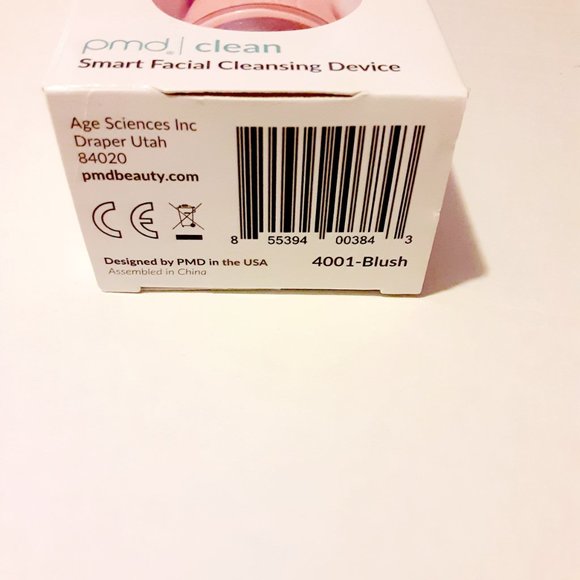 pmd® | clean
Smart Facial Cleansing Device
Age Sciences Inc
Draper Utah
84020
pmdbeauty.com
CE
8 55394 00384 3
Designed by PMD in the USA
Assembled in China
4001-Blush